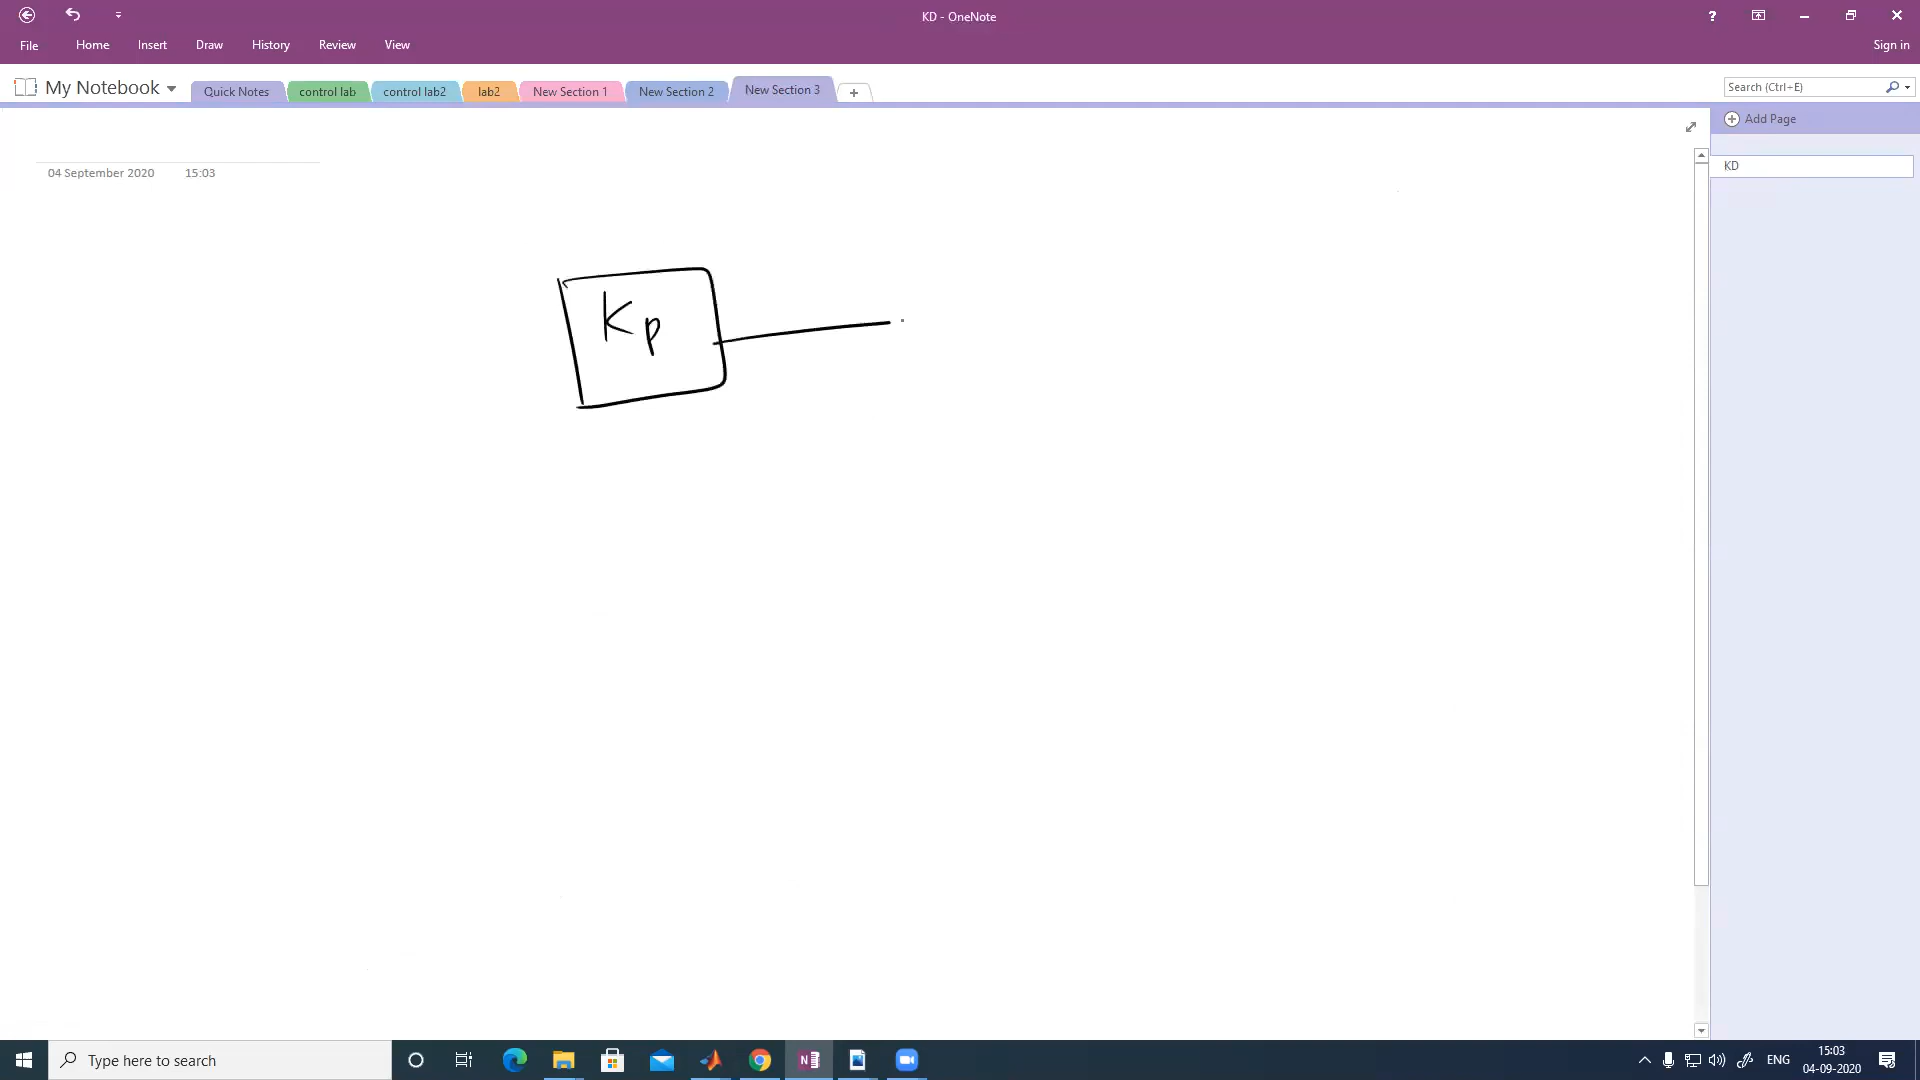 KD - OneNote
?
File Home Insert Draw History Review View Sign in
My Notebook Quick Notes control lab control lab2 lab2 New Section 1 New Section 2 New Section 3 + Search (Ctrl+E)
Add Page
KD
04 September 2020 15:03
Kp
Type here to search
ENG
15:03
04-09-2020